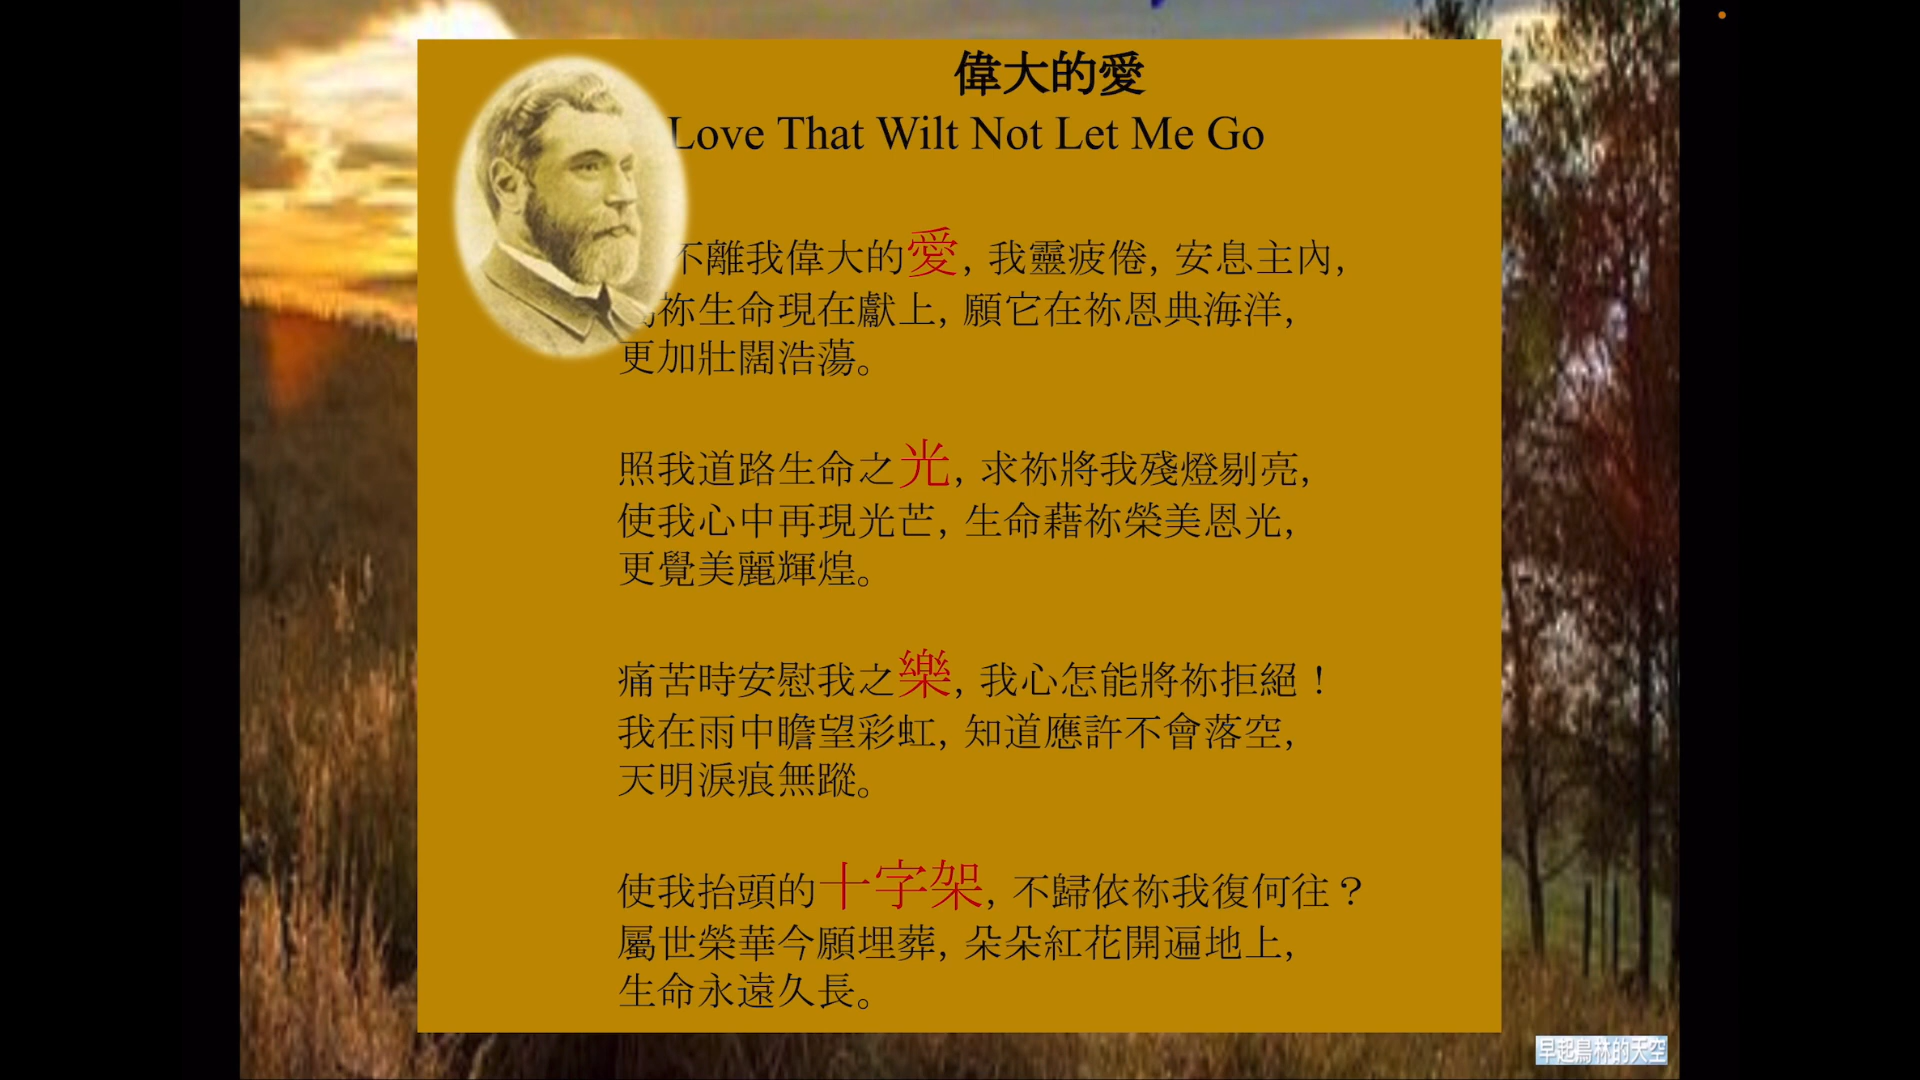 偉大的愛
Love That Wilt Not Let Me Go
不離我偉大的愛, 我靈疲倦, 安息主內,
祢生命現在獻上, 願它在祢恩典海洋,
更加壯闊浩蕩。
照我道路生命之光, 求祢將我殘燈剔亮,
使我心中再現光芒, 生命藉祢榮美恩光,
更覺美麗輝煌。
痛苦時安慰我之樂, 我心怎能將祢拒絕！
我在雨中瞻望彩虹, 知道應許不會落空,
天明淚痕無蹤。
使我抬頭的十字架, 不歸依祢我復何往？
屬世榮華今願埋葬, 朵朵紅花開遍地上,
生命永遠久長。
早起鳥林的天空